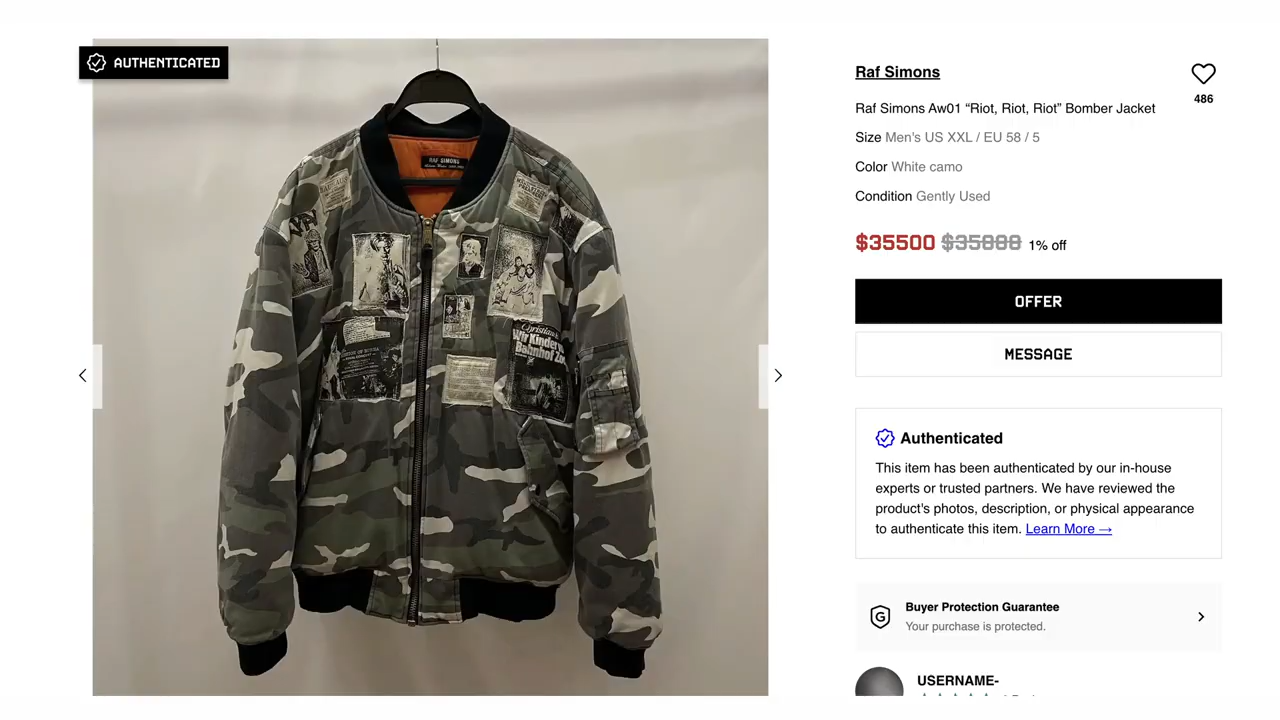 AUTHENTICATED
RAF SIMONS
Christiane F.
Wir Kinder vom
Bahnhof Zoo
Raf Simons
486
Raf Simons Aw01 “Riot, Riot, Riot” Bomber Jacket
Size Men's US XXL / EU 58 / 5
Color White camo
Condition Gently Used
$35500 $35888 1% off
OFFER
MESSAGE
Authenticated
This item has been authenticated by our in-house
experts or trusted partners. We have reviewed the
product's photos, description, or physical appearance
to authenticate this item. Learn More →
Buyer Protection Guarantee
Your purchase is protected.
USERNAME-